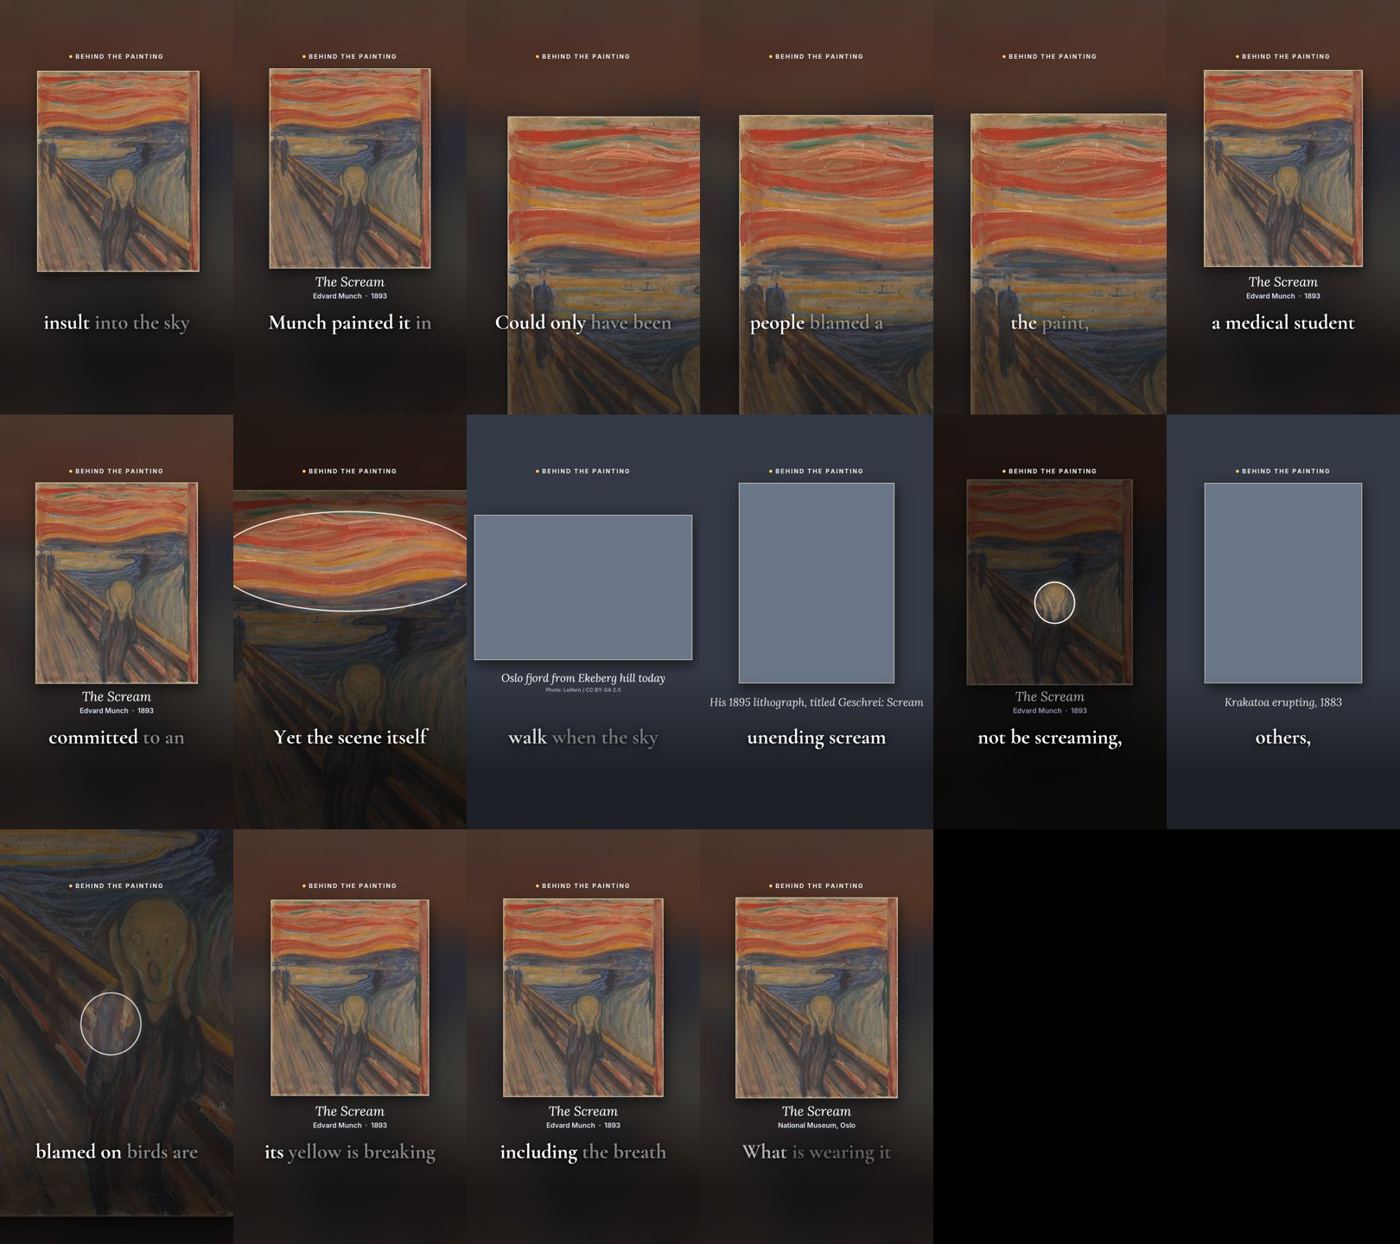 BEHIND THE PAINTING
insult into the sky
BEHIND THE PAINTING
The Scream
Edvard Munch · 1893
Munch painted it in
BEHIND THE PAINTING
Could only have been
BEHIND THE PAINTING
people blamed a
BEHIND THE PAINTING
the paint,
BEHIND THE PAINTING
The Scream
Edvard Munch · 1893
a medical student
BEHIND THE PAINTING
The Scream
Edvard Munch · 1893
committed to an
BEHIND THE PAINTING
Yet the scene itself
BEHIND THE PAINTING
Oslo fjord from Ekeberg hill today
Photo: Leifern / CC BY-SA 2.5
walk when the sky
BEHIND THE PAINTING
His 1895 lithograph, titled Geschrei: Scream
unending scream
BEHIND THE PAINTING
The Scream
Edvard Munch · 1893
not be screaming,
BEHIND THE PAINTING
Krakatoa erupting, 1883
others,
BEHIND THE PAINTING
blamed on birds are
BEHIND THE PAINTING
The Scream
Edvard Munch · 1893
its yellow is breaking
BEHIND THE PAINTING
The Scream
Edvard Munch · 1893
including the breath
BEHIND THE PAINTING
The Scream
National Museum, Oslo
What is wearing it